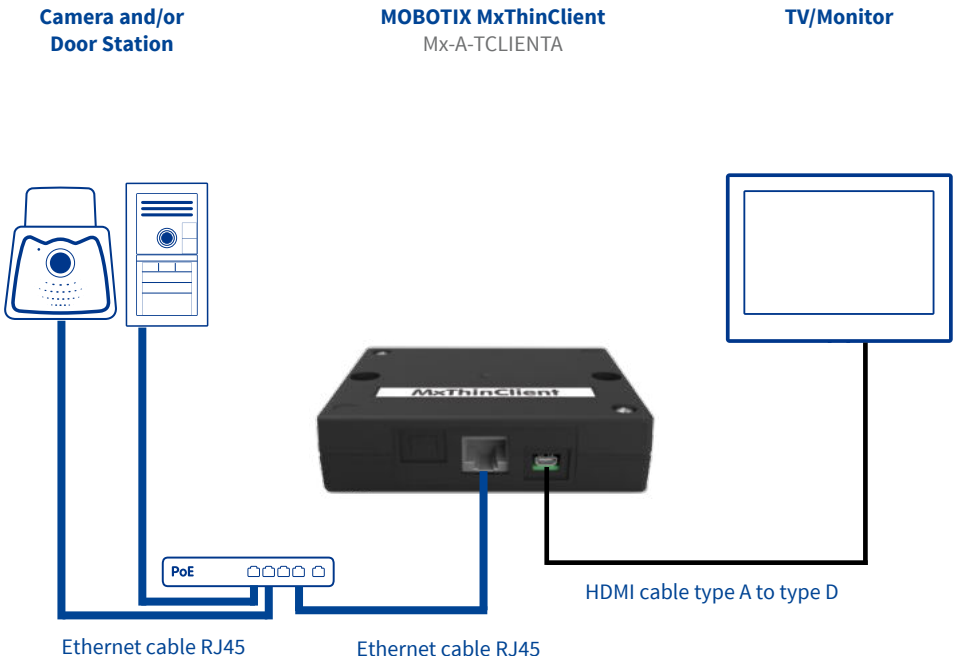 Camera and/or
Door Station
MOBOTIX MxThinClient
Mx-A-TCLIENTA
TV/Monitor
MxThinClient
PoE
HDMI cable type A to type D
Ethernet cable RJ45
Ethernet cable RJ45